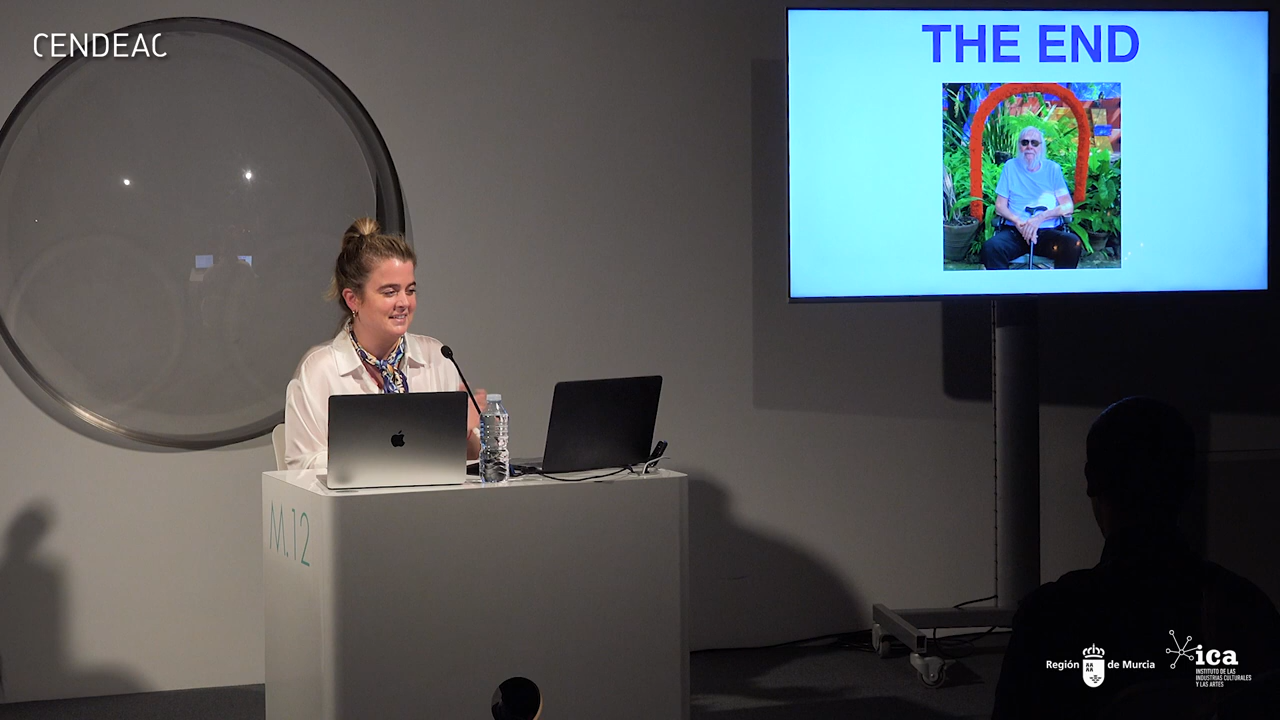 CENDEAC
THE END
M.12
Región de Murcia
ica
INSTITUTO DE LAS
INDUSTRIAS CULTURALES
Y LAS ARTES